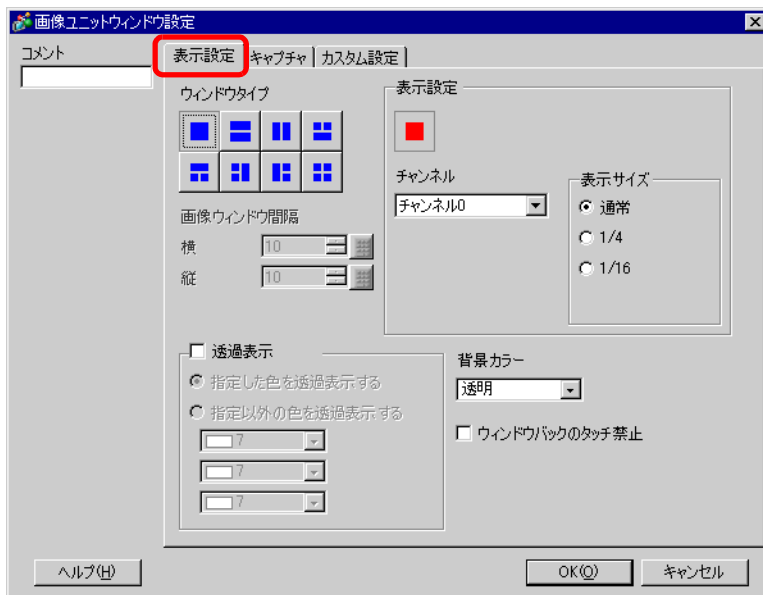 画像ユニットウィンドウ設定
コメント
表示設定 キャプチャ カスタム設定
ウィンドウタイプ
画像ウィンドウ間隔
横 10
縦 10
表示設定
チャンネル
チャンネル0
表示サイズ
通常
1/4
1/16
透過表示
指定した色を透過表示する
指定以外の色を透過表示する
7
7
7
背景カラー
透明
ウィンドウバックのタッチ禁止
ヘルプ(H)
OK(O)
キャンセル